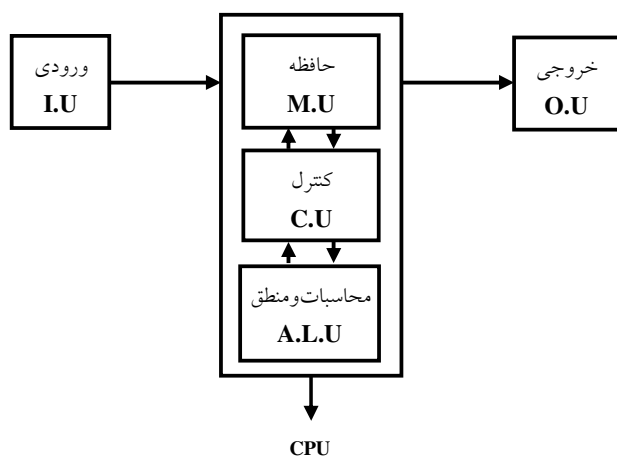 ورودی
I.U
حافظه
M.U
کنترل
C.U
محاسبات‌ومنطق
A.L.U
خروجی
O.U
CPU